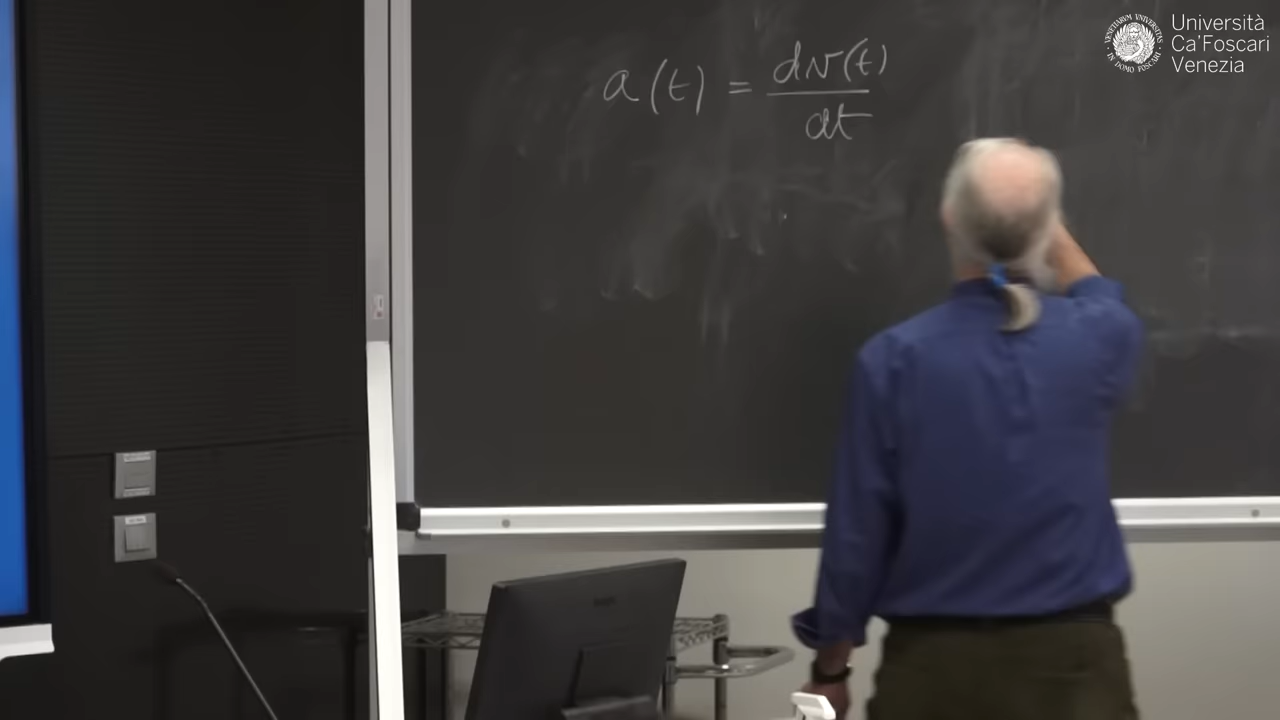 a(t) = dv(t)/dt
Università
Ca'Foscari
Venezia